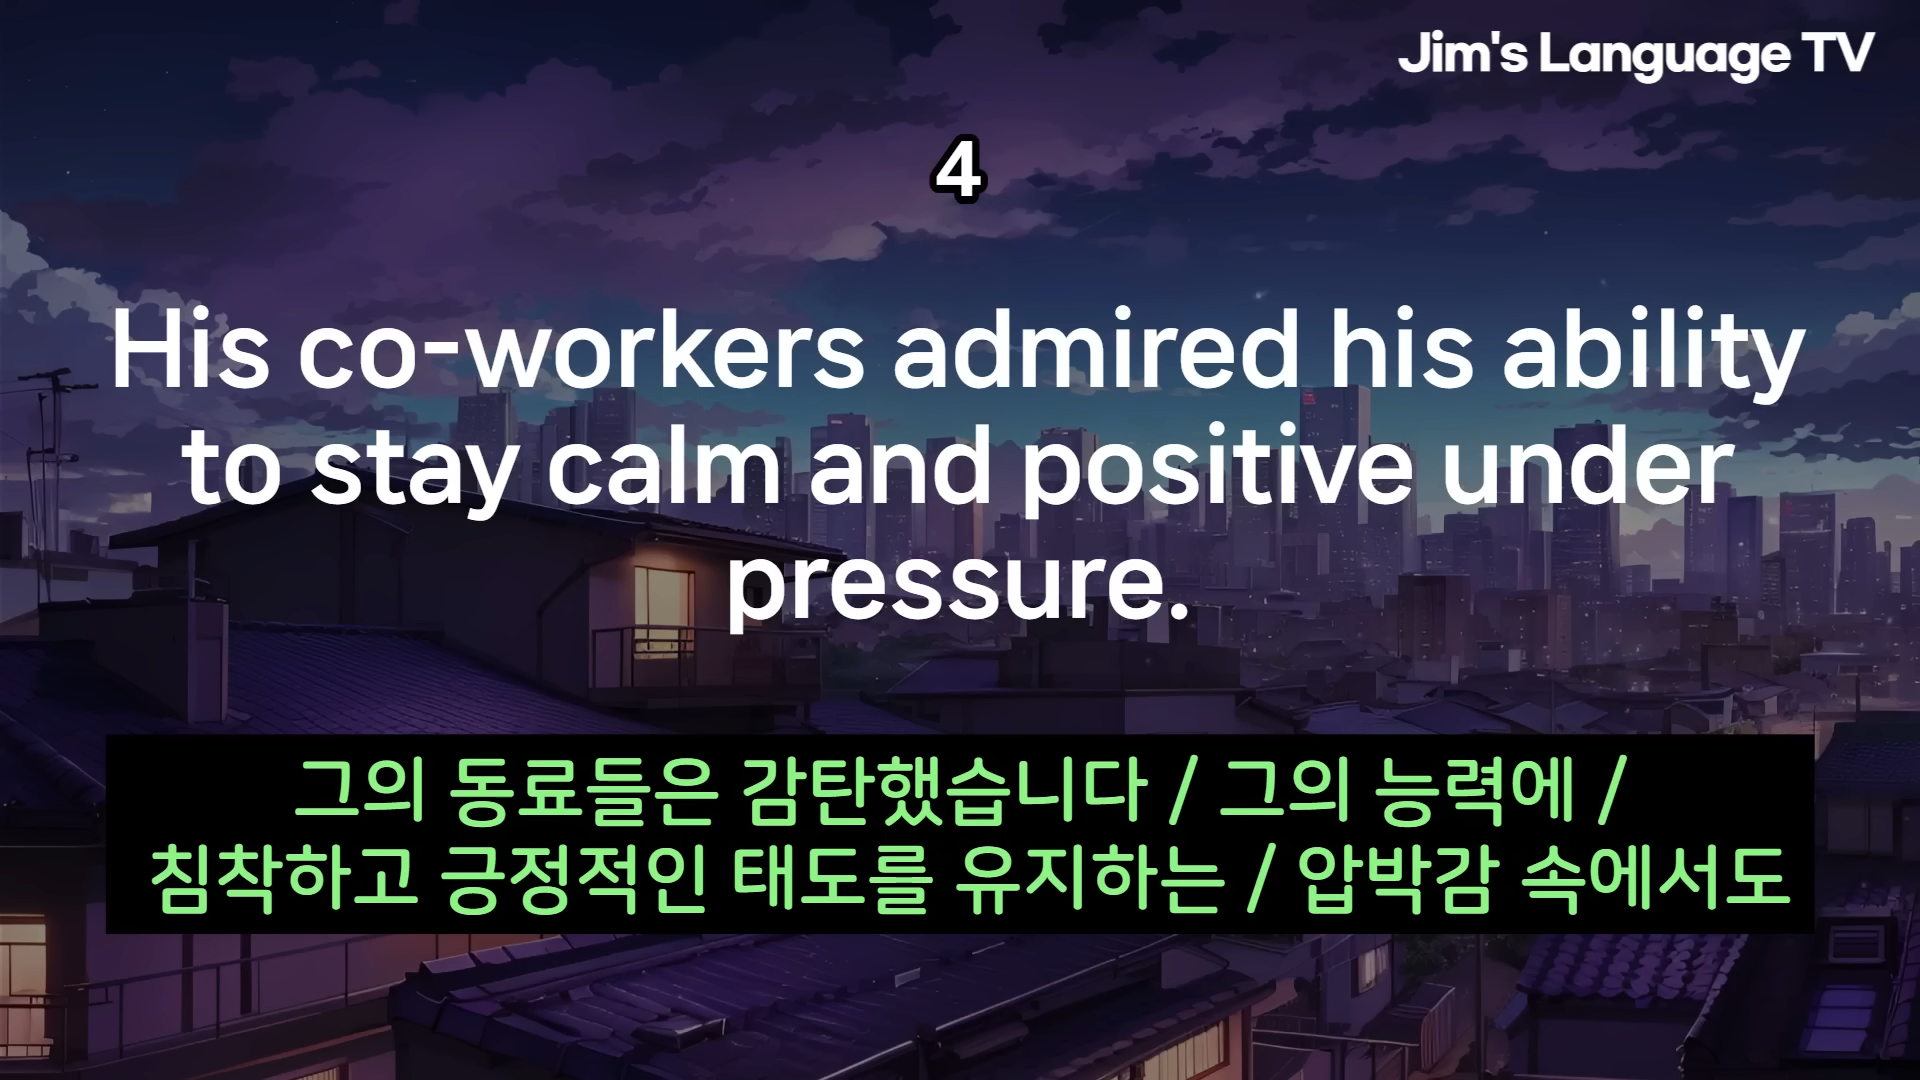 Jim's Language TV
4
His co-workers admired his ability
to stay calm and positive under
pressure.
그의 동료들은 감탄했습니다 / 그의 능력에 /
침착하고 긍정적인 태도를 유지하는 / 압박감 속에서도